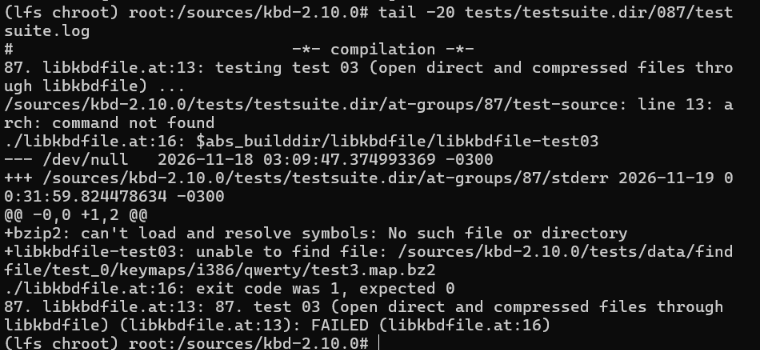 (lfs chroot) root:/sources/kbd-2.10.0# tail -20 tests/testsuite.dir/087/test
suite.log
#                             -*- compilation -*-
87. libkbdfile.at:13: testing test 03 (open direct and compressed files thro
ugh libkbdfile) ...
/sources/kbd-2.10.0/tests/testsuite.dir/at-groups/87/test-source: line 13: a
rch: command not found
./libkbdfile.at:16: $abs_builddir/libkbdfile/libkbdfile-test03
--- /dev/null   2026-11-18 03:09:47.374993369 -0300
+++ /sources/kbd-2.10.0/tests/testsuite.dir/at-groups/87/stderr 2026-11-19 0
0:31:59.824478634 -0300
@@ -0,0 +1,2 @@
+bzip2: can't load and resolve symbols: No such file or directory
+libkbdfile-test03: unable to find file: /sources/kbd-2.10.0/tests/data/find
file/test_0/keymaps/i386/qwerty/test3.map.bz2
./libkbdfile.at:16: exit code was 1, expected 0
87. libkbdfile.at:13: 87. test 03 (open direct and compressed files through
libkbdfile) (libkbdfile.at:13): FAILED (libkbdfile.at:16)
(lfs chroot) root:/sources/kbd-2.10.0#